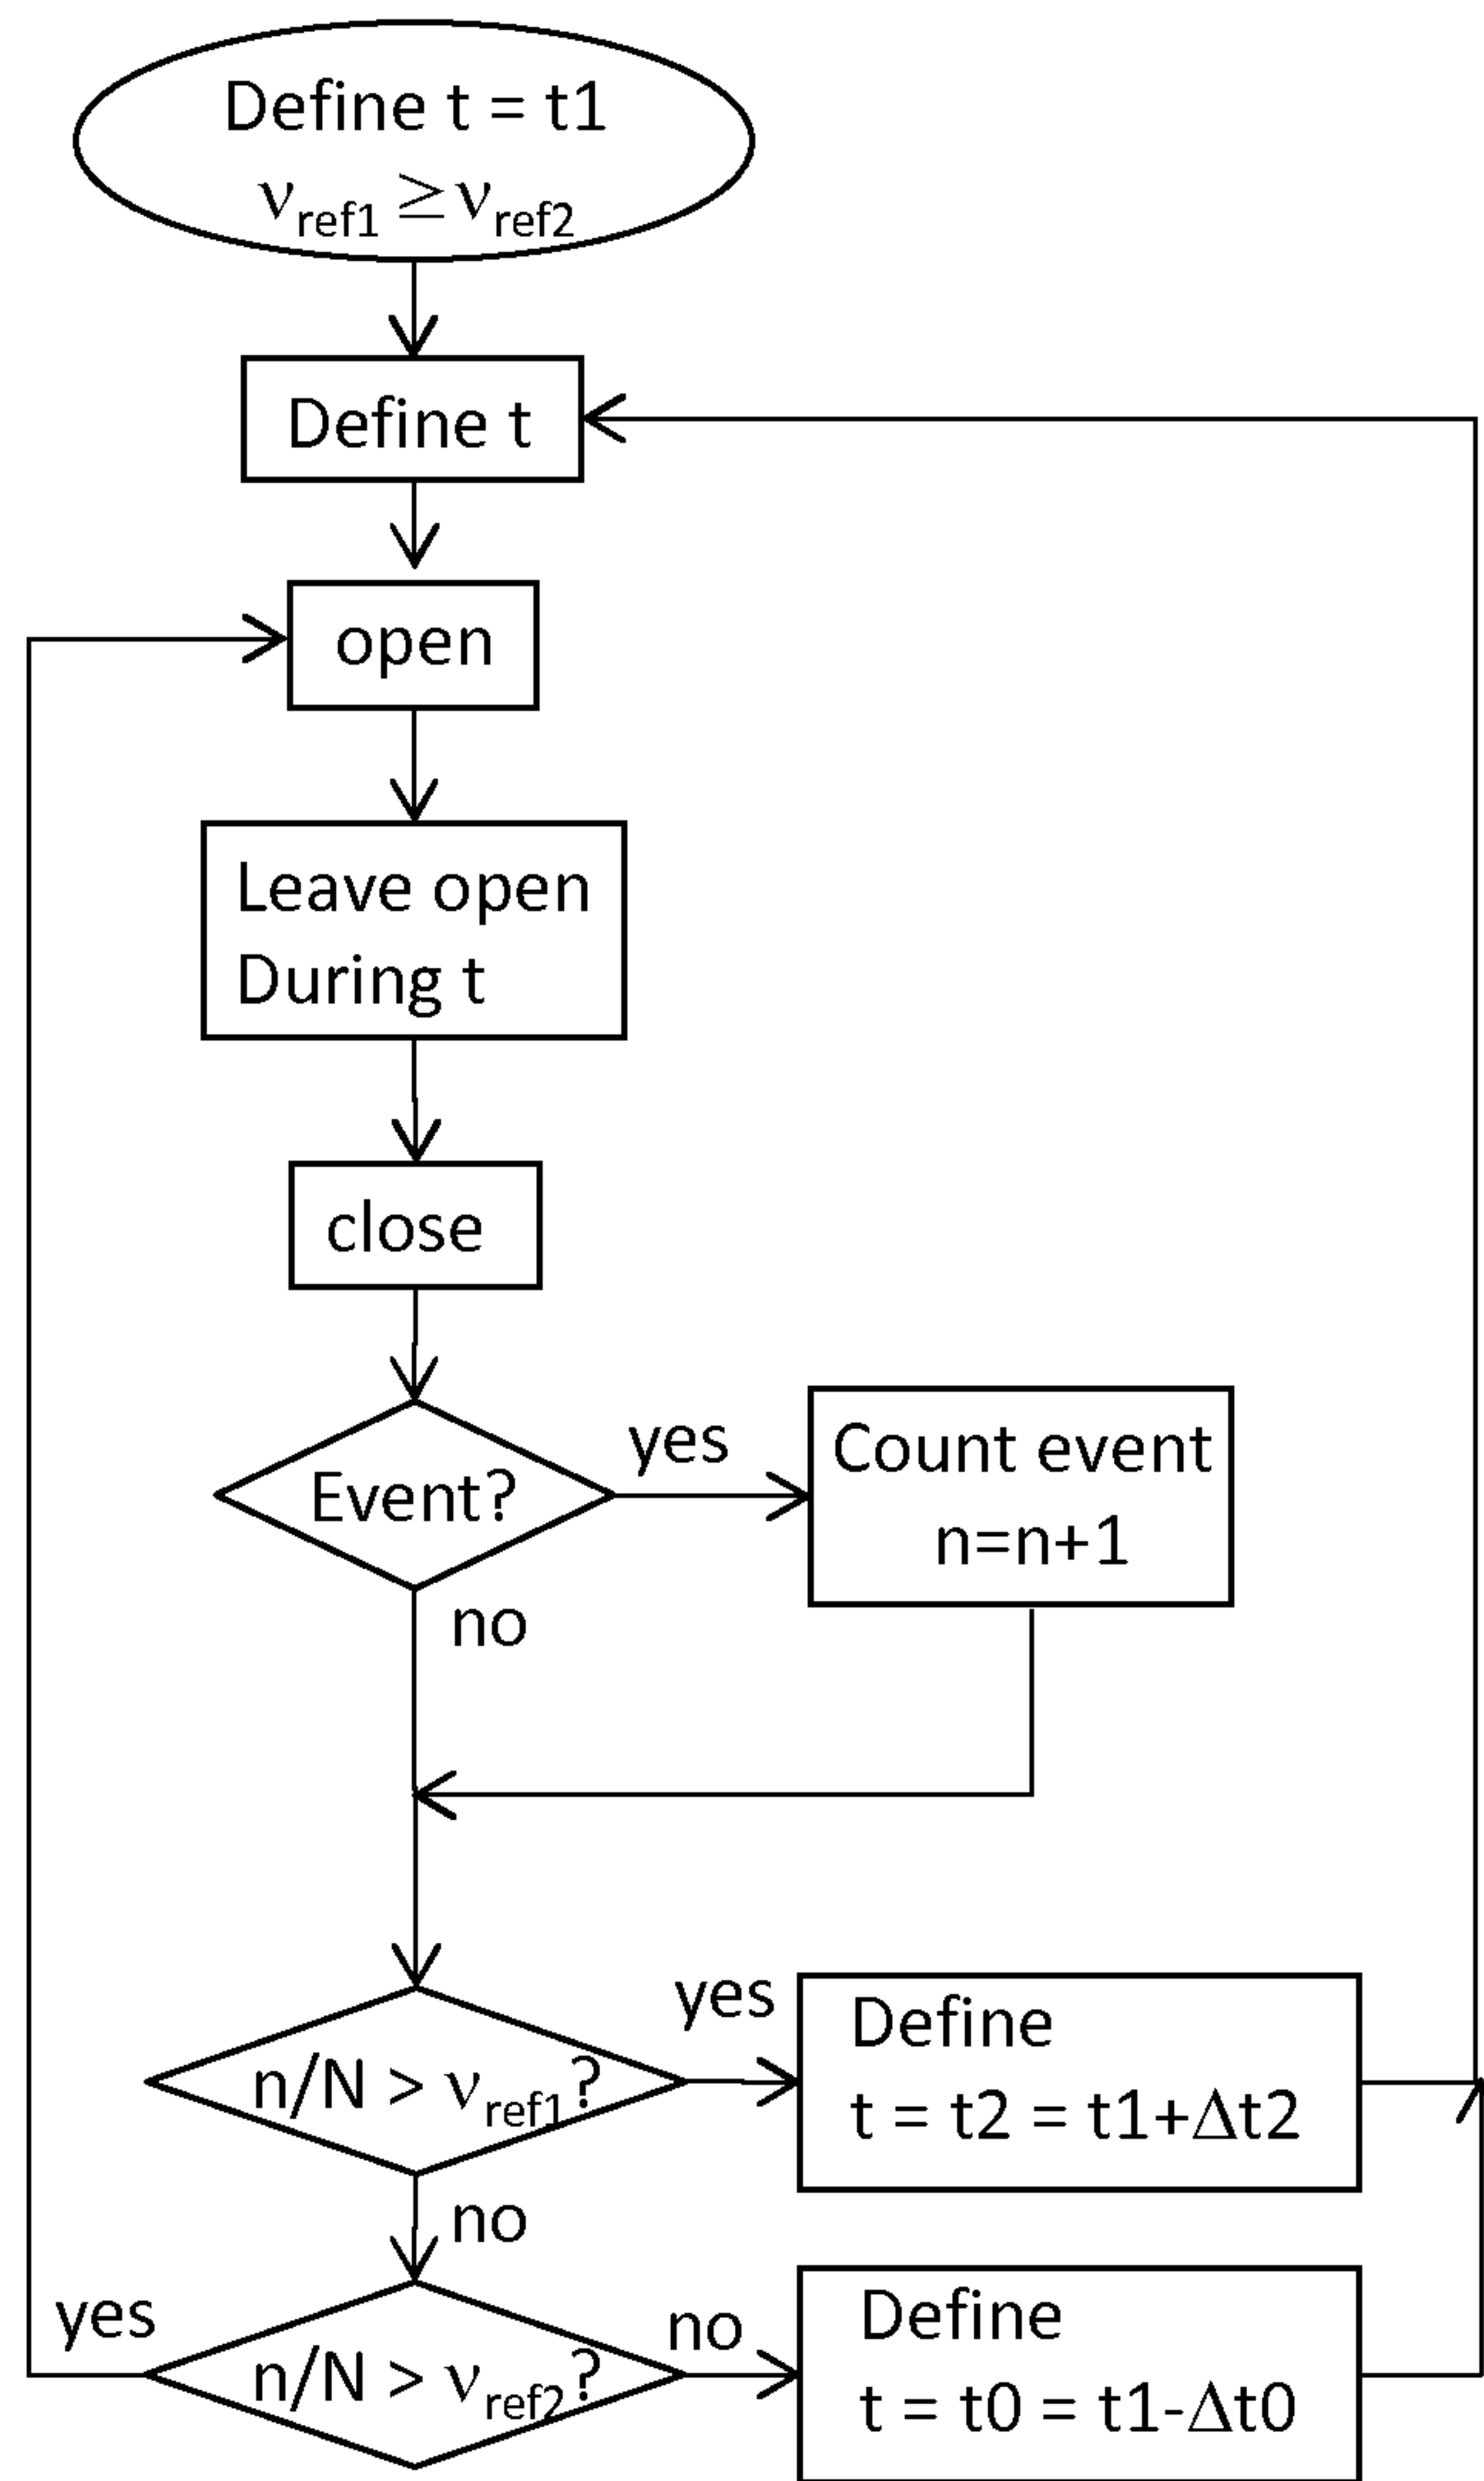 Define t = t1
νref1 ≥ νref2
Define t
open
Leave open
During t
close
Event?
yes
Count event
n=n+1
no
n/N > νref1?
yes
Define
t = t2 = t1+Δt2
no
n/N > νref2?
yes
no
Define
t = t0 = t1-Δt0